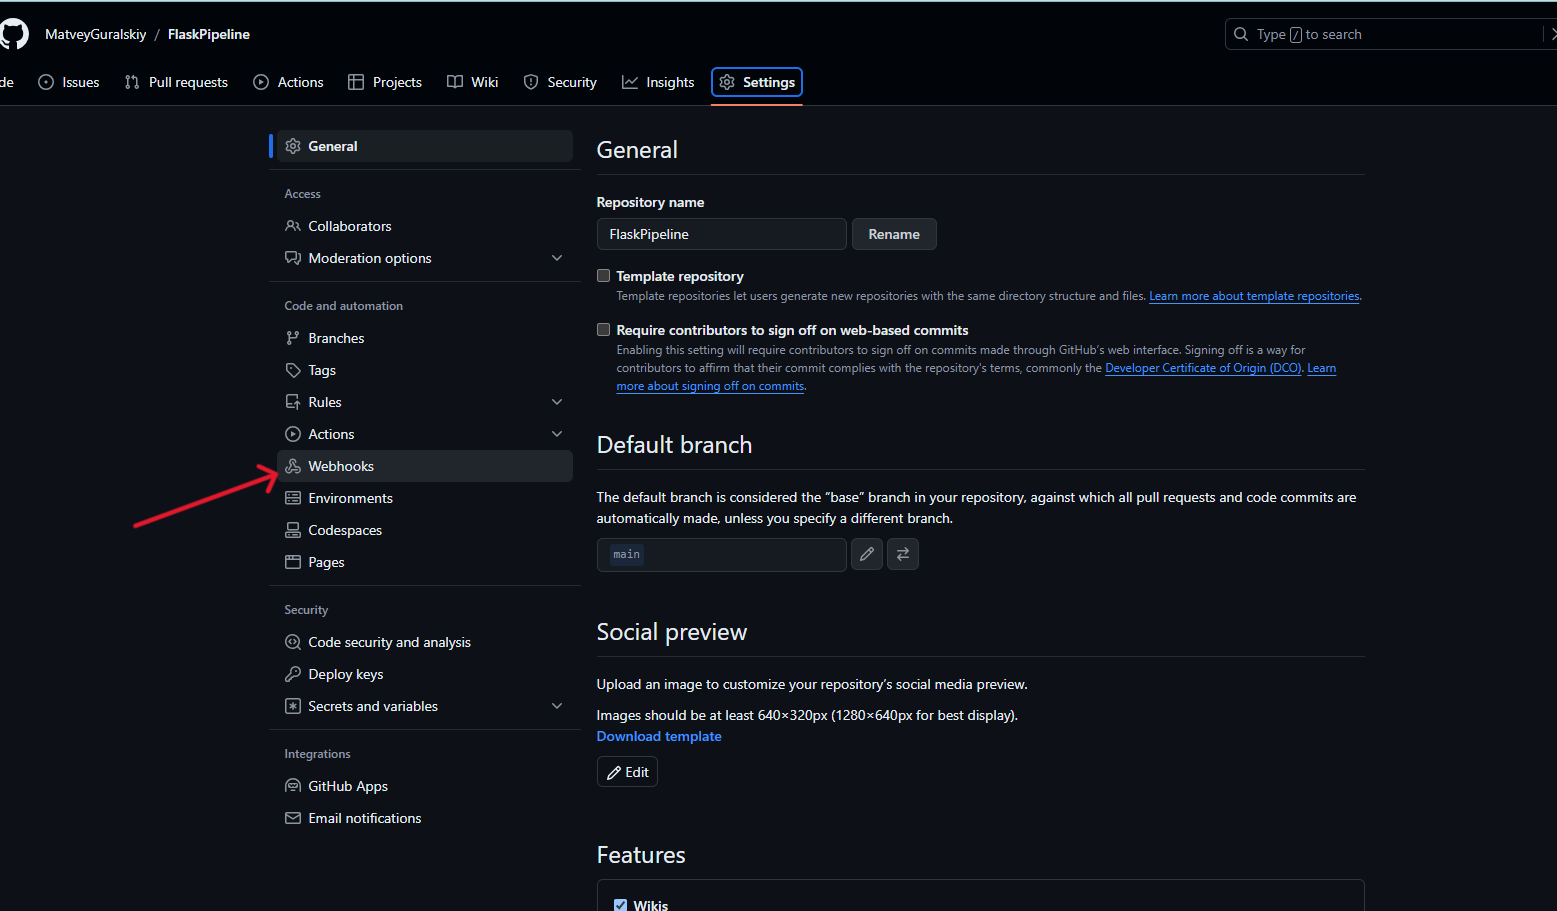 MatveyGuralskiy / FlaskPipeline
Type / to search
de Issues Pull requests Actions Projects Wiki Security Insights Settings
General
Access
Collaborators
Moderation options
Code and automation
Branches
Tags
Rules
Actions
Webhooks
Environments
Codespaces
Pages
Security
Code security and analysis
Deploy keys
Secrets and variables
Integrations
GitHub Apps
Email notifications
General
Repository name
FlaskPipeline Rename
Template repository
Template repositories let users generate new repositories with the same directory structure and files. Learn more about template repositories.
Require contributors to sign off on web-based commits
Enabling this setting will require contributors to sign off on commits made through GitHub’s web interface. Signing off is a way for
contributors to affirm that their commit complies with the repository's terms, commonly the Developer Certificate of Origin (DCO). Learn
more about signing off on commits.
Default branch
The default branch is considered the “base” branch in your repository, against which all pull requests and code commits are
automatically made, unless you specify a different branch.
main
Social preview
Upload an image to customize your repository’s social media preview.
Images should be at least 640×320px (1280×640px for best display).
Download template
Edit
Features
Wikis